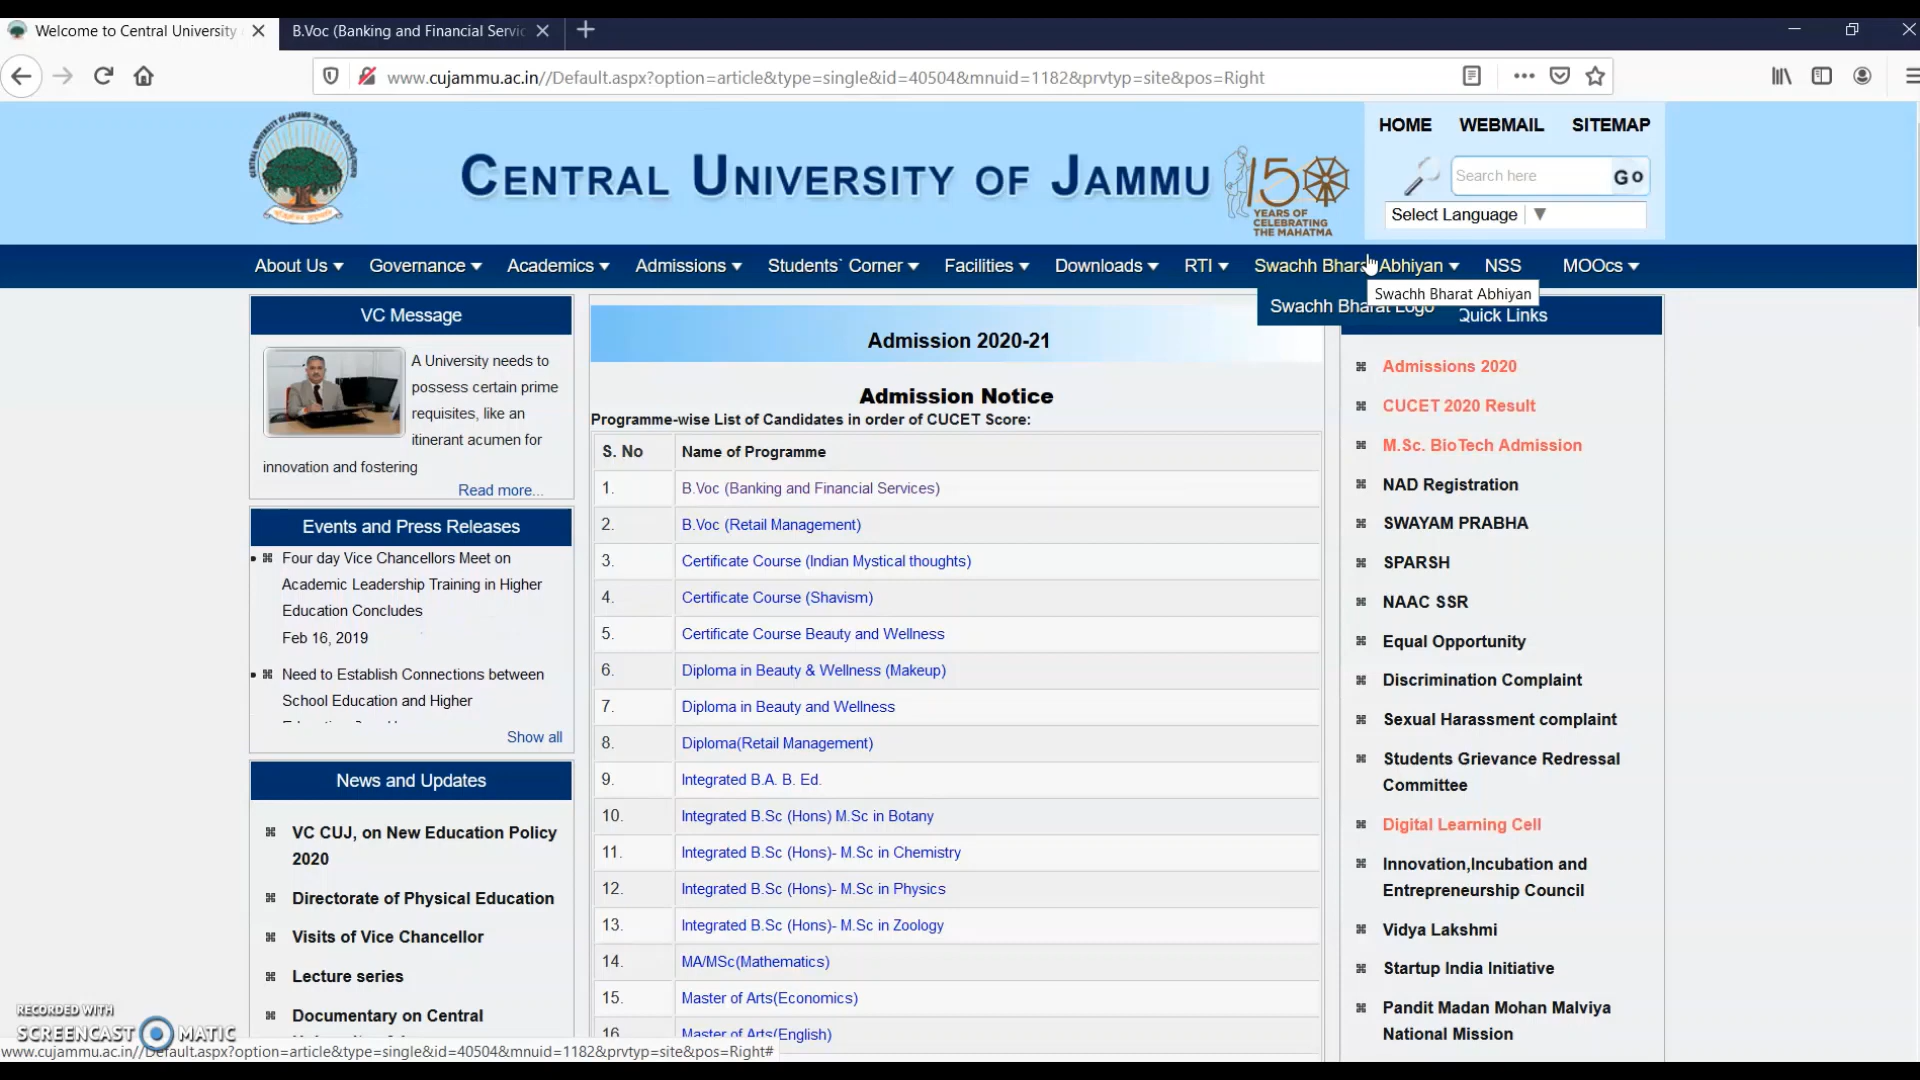 Welcome to Central University
B.Voc (Banking and Financial Servic
www.cujammu.ac.in//Default.aspx?option=article&type=single&id=40504&mnuid=1182&prvtyp=site&pos=Right
CENTRAL UNIVERSITY OF JAMMU
150
YEARS OF
CELEBRATING
THE MAHATMA
HOME WEBMAIL SITEMAP
Search here Go
Select Language
About Us Governance Academics Admissions Students` Corner Facilities Downloads RTI Swachh Bharat Abhiyan NSS MOOcs
Swachh Bharat Abhiyan
Swachh Bharat Logo
VC Message
A University needs to
possess certain prime
requisites, like an
itinerant acumen for
innovation and fostering
Read more...
Events and Press Releases
Four day Vice Chancellors Meet on
Academic Leadership Training in Higher
Education Concludes
Feb 16, 2019
Need to Establish Connections between
School Education and Higher
Show all
News and Updates
VC CUJ, on New Education Policy
2020
Directorate of Physical Education
Visits of Vice Chancellor
Lecture series
Documentary on Central
Admission 2020-21
Admission Notice
Programme-wise List of Candidates in order of CUCET Score:
S. No Name of Programme
1. B.Voc (Banking and Financial Services)
2. B.Voc (Retail Management)
3. Certificate Course (Indian Mystical thoughts)
4. Certificate Course (Shavism)
5. Certificate Course Beauty and Wellness
6. Diploma in Beauty & Wellness (Makeup)
7. Diploma in Beauty and Wellness
8. Diploma(Retail Management)
9. Integrated B.A. B. Ed.
10. Integrated B.Sc (Hons) M.Sc in Botany
11. Integrated B.Sc (Hons)- M.Sc in Chemistry
12. Integrated B.Sc (Hons)- M.Sc in Physics
13. Integrated B.Sc (Hons)- M.Sc in Zoology
14. MA/MSc(Mathematics)
15. Master of Arts(Economics)
16. Master of Arts(English)
Quick Links
Admissions 2020
CUCET 2020 Result
M.Sc. BioTech Admission
NAD Registration
SWAYAM PRABHA
SPARSH
NAAC SSR
Equal Opportunity
Discrimination Complaint
Sexual Harassment complaint
Students Grievance Redressal
Committee
Digital Learning Cell
Innovation,Incubation and
Entrepreneurship Council
Vidya Lakshmi
Startup India Initiative
Pandit Madan Mohan Malviya
National Mission
RECORDED WITH
SCREENCAST MATIC
www.cujammu.ac.in//Default.aspx?option=article&type=single&id=40504&mnuid=1182&prvtyp=site&pos=Right#